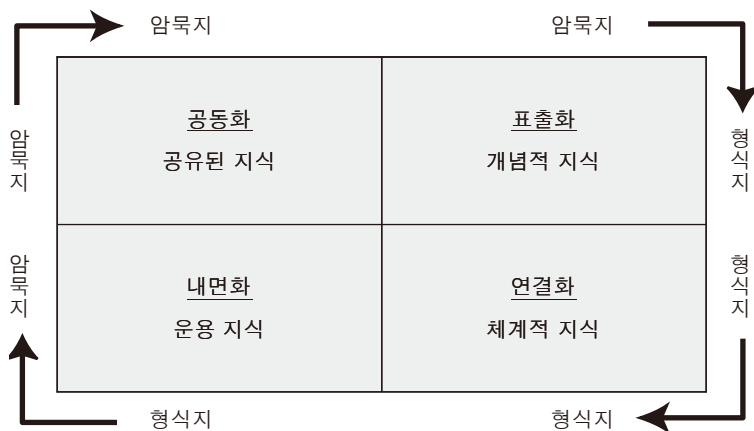 암묵지
암묵지
암묵지
공동화
공유된 지식
표출화
개념적 지식
형식지
암묵지
내면화
운용 지식
연결화
체계적 지식
형식지
형식지
형식지